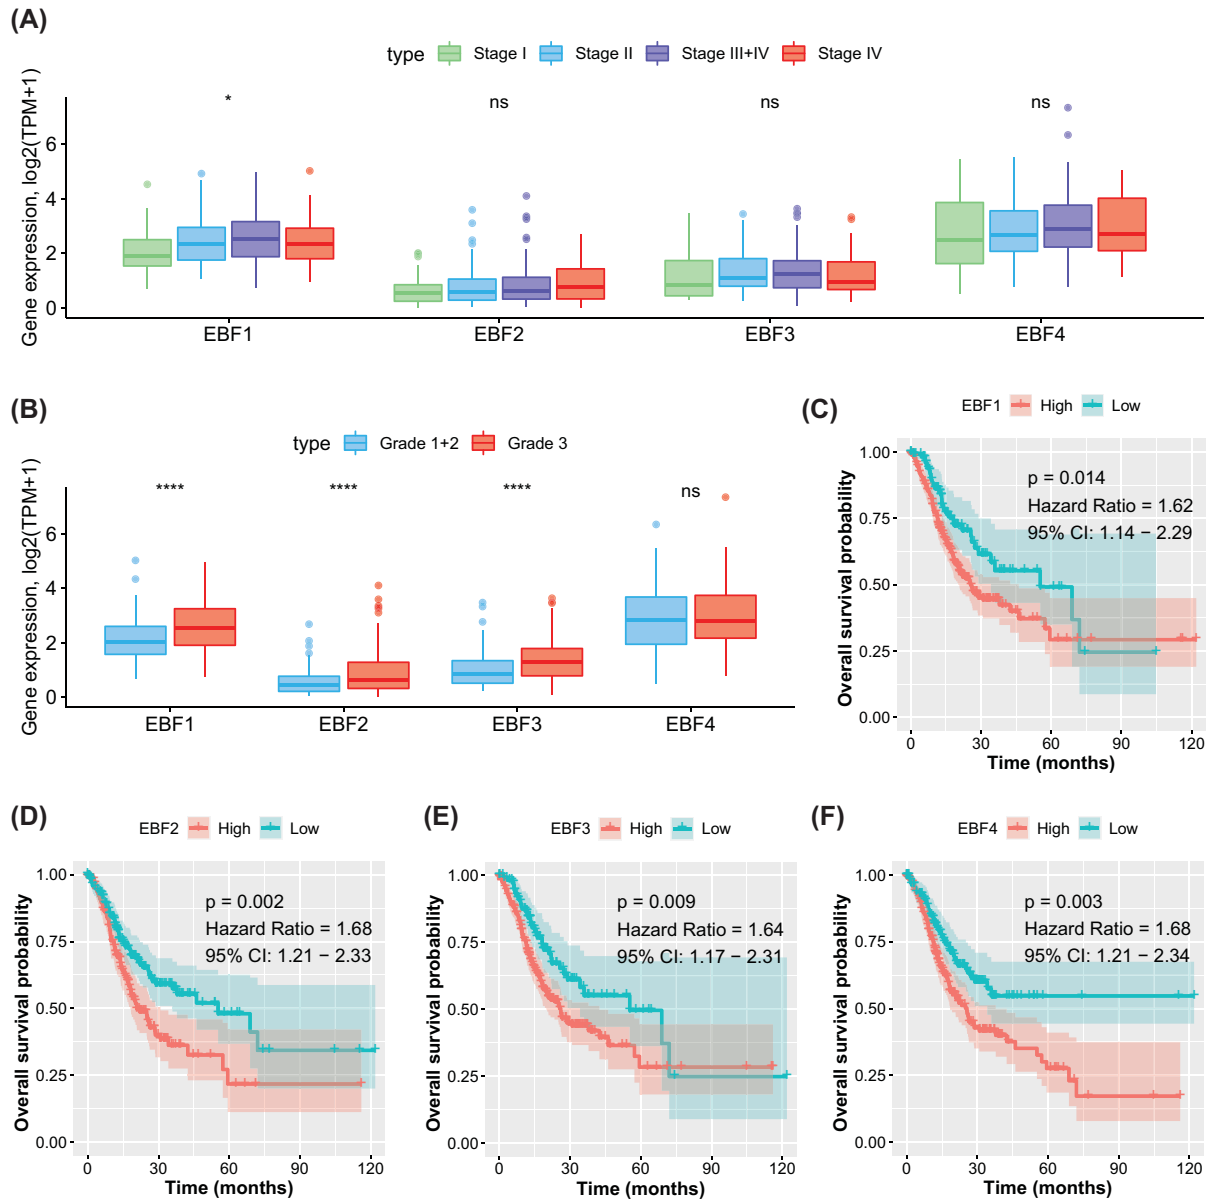 (A)
type Stage I Stage II Stage III+IV Stage IV
Gene expression, log2(TPM+1)
* ns ns ns
6
4
2
0
EBF1 EBF2 EBF3 EBF4
(B)
type Grade 1+2 Grade 3
Gene expression, log2(TPM+1)
**** **** **** ns
6
4
2
0
EBF1 EBF2 EBF3 EBF4
(C)
EBF1 High Low
Overall survival probability
1.00
0.75
0.50
0.25
0.00
p = 0.014
Hazard Ratio = 1.62
95% CI: 1.14 − 2.29
0 30 60 90 120
Time (months)
(D)
EBF2 High Low
Overall survival probability
1.00
0.75
0.50
0.25
0.00
p = 0.002
Hazard Ratio = 1.68
95% CI: 1.21 − 2.33
0 30 60 90 120
Time (months)
(E)
EBF3 High Low
Overall survival probability
1.00
0.75
0.50
0.25
0.00
p = 0.009
Hazard Ratio = 1.64
95% CI: 1.17 − 2.31
0 30 60 90 120
Time (months)
(F)
EBF4 High Low
Overall survival probability
1.00
0.75
0.50
0.25
0.00
p = 0.003
Hazard Ratio = 1.68
95% CI: 1.21 − 2.34
0 30 60 90 120
Time (months)